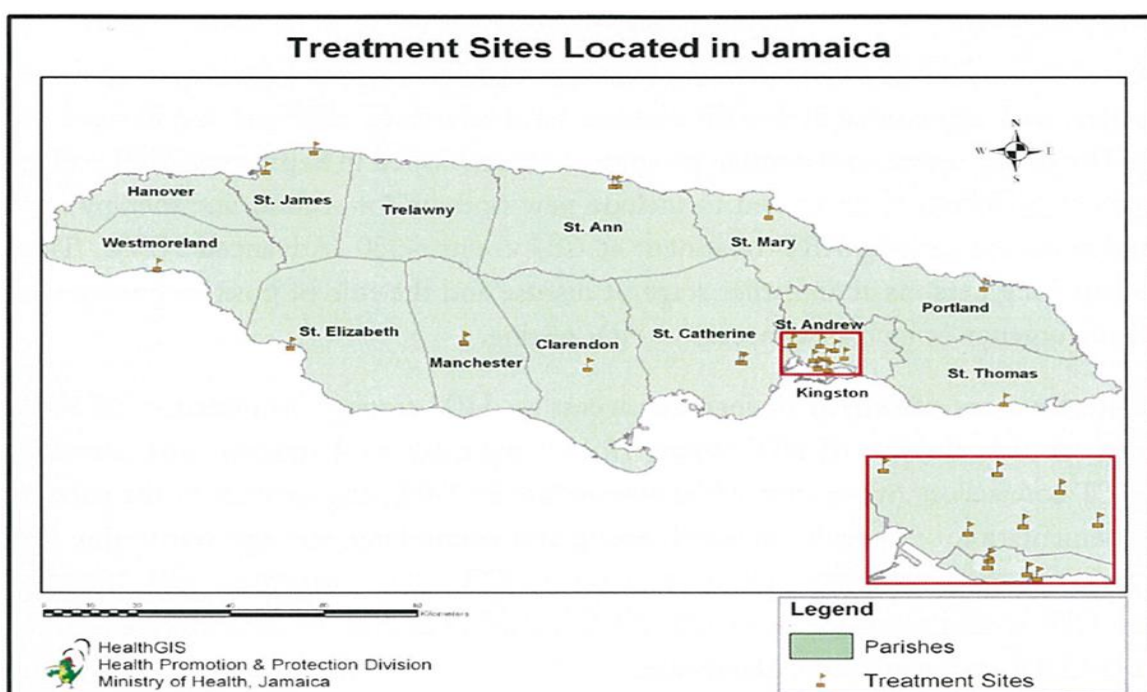 Treatment Sites Located in Jamaica
N
W E
S
Hanover
St. James
Trelawny
St. Ann
Westmoreland
St. Mary
Portland
St. Elizabeth
St. Catherine
St. Andrew
Manchester
Clarendon
St. Thomas
Kingston
Kilometers
Legend
Parishes
Treatment Sites
HealthGIS
Health Promotion & Protection Division
Ministry of Health, Jamaica